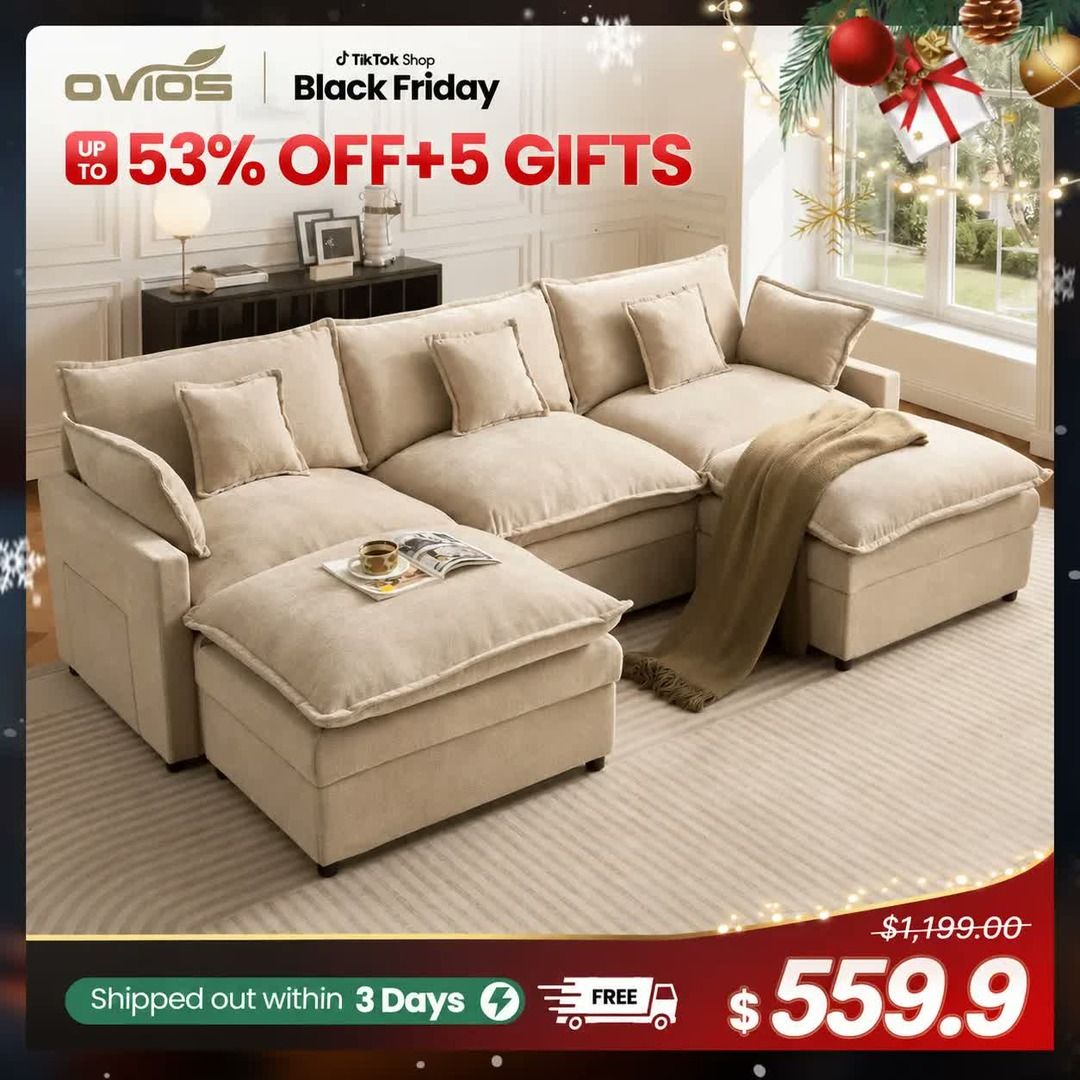 OVIOS
TikTok Shop
Black Friday
UP TO 53% OFF+5 GIFTS
$1,199.00
Shipped out within 3 Days
FREE
$559.9